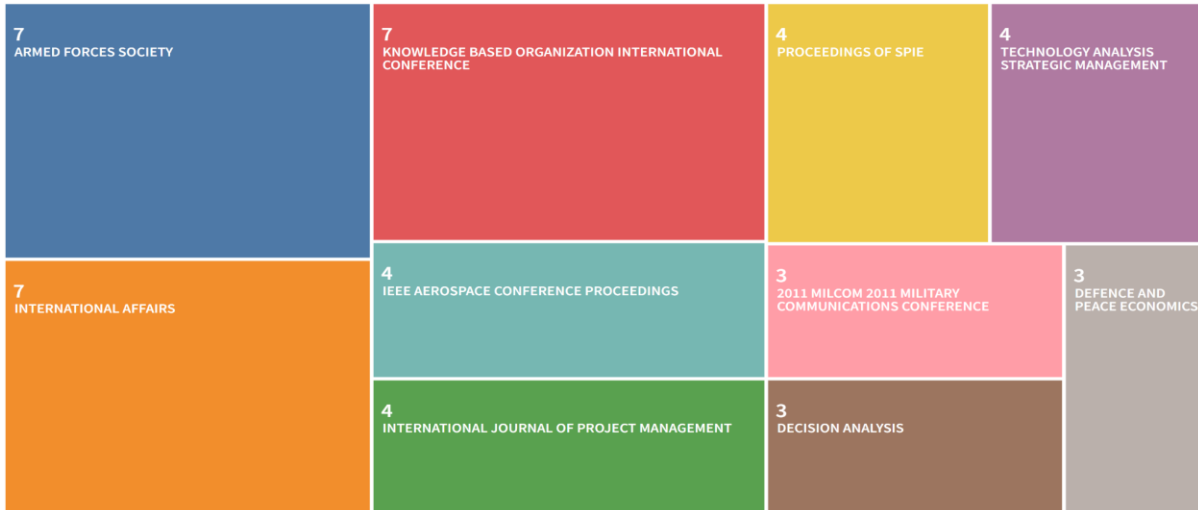 7
ARMED FORCES SOCIETY
7
KNOWLEDGE BASED ORGANIZATION INTERNATIONAL
CONFERENCE
4
PROCEEDINGS OF SPIE
4
TECHNOLOGY ANALYSIS
STRATEGIC MANAGEMENT
7
INTERNATIONAL AFFAIRS
4
IEEE AEROSPACE CONFERENCE PROCEEDINGS
3
2011 MILCOM 2011 MILITARY
COMMUNICATIONS CONFERENCE
3
DEFENCE AND
PEACE ECONOMICS
4
INTERNATIONAL JOURNAL OF PROJECT MANAGEMENT
3
DECISION ANALYSIS